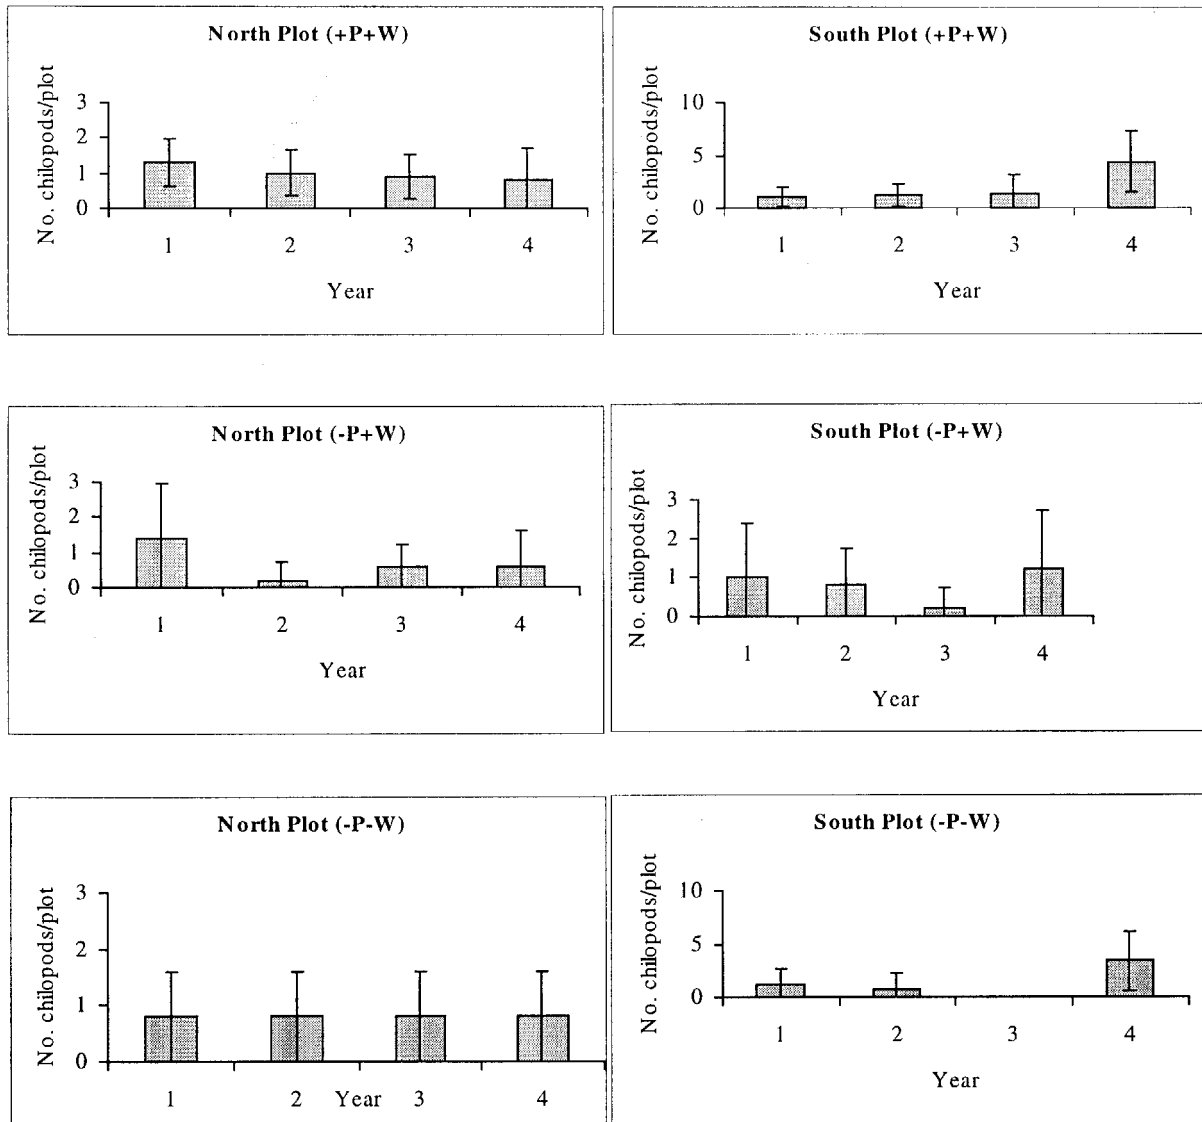 North Plot (+P+W)
No. chilopods/plot
3
2
1
0
1 2 3 4
Year
South Plot (+P+W)
No. chilopods/plot
10
5
0
1 2 3 4
Year
North Plot (-P+W)
No. chilopods/plot
3
2
1
0
1 2 3 4
Year
South Plot (-P+W)
No. chilopods/plot
3
2
1
0
1 2 3 4
Year
North Plot (-P-W)
No. chilopods/plot
3
2
1
0
1 2 Year 3 4
South Plot (-P-W)
No. chilopods/plot
10
5
0
1 2 3 4
Year